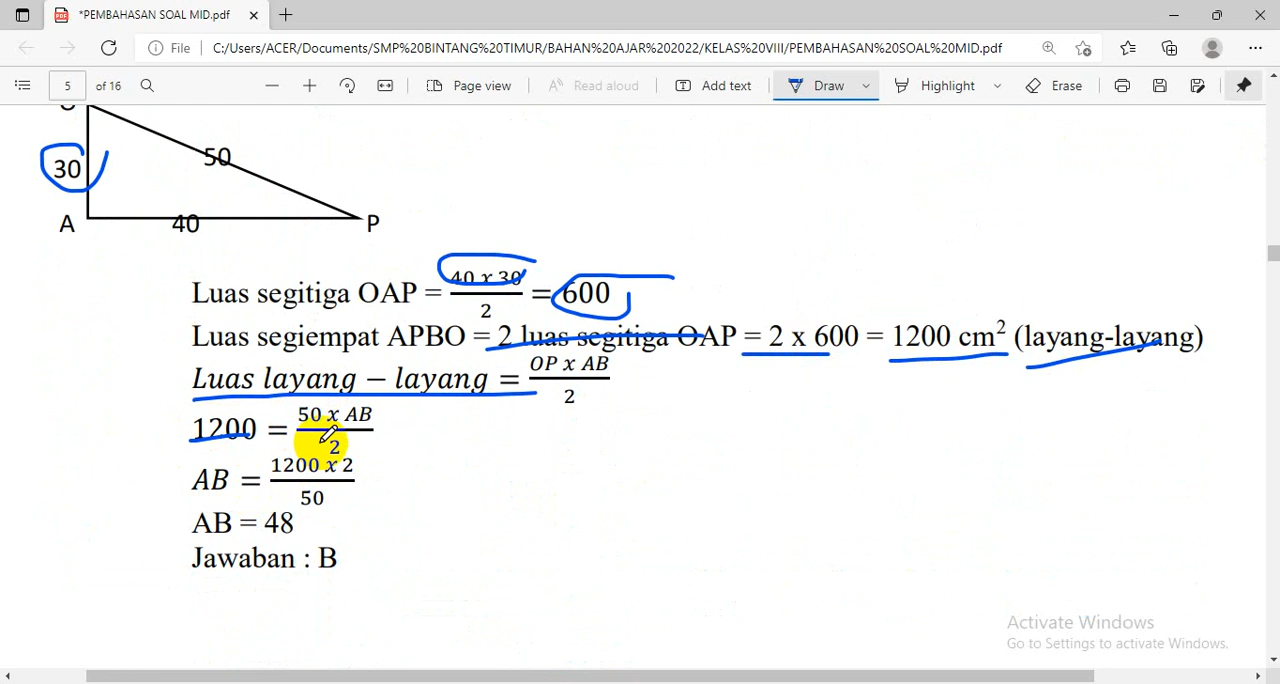 *PEMBAHASAN SOAL MID.pdf
File C:/Users/ACER/Documents/SMP%20BINTANG%20TIMUR/BAHAN%20AJAR%202022/KELAS%20VIII/PEMBAHASAN%20SOAL%20MID.pdf
5 of 16 Page view Read aloud Add text Draw Highlight Erase
50
30
A 40 P
Luas segitiga OAP = 40 x 30 / 2 = 600
Luas segiempat APBO = 2 luas segitiga OAP = 2 x 600 = 1200 cm² (layang-layang)
Luas layang – layang = OP x AB / 2
1200 = 50 x AB / 2
AB = 1200 x 2 / 50
AB = 48
Jawaban : B
Activate Windows
Go to Settings to activate Windows.